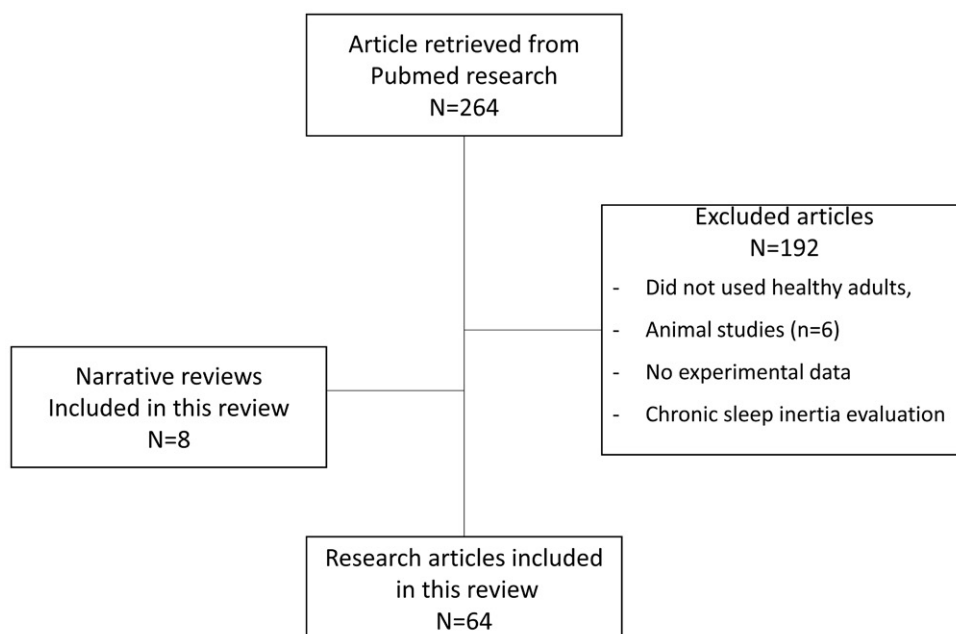 Article retrieved from
Pubmed research
N=264
Excluded articles
N=192
- Did not used healthy adults,
- Animal studies (n=6)
- No experimental data
- Chronic sleep inertia evaluation
Narrative reviews
Included in this review
N=8
Research articles included
in this review
N=64